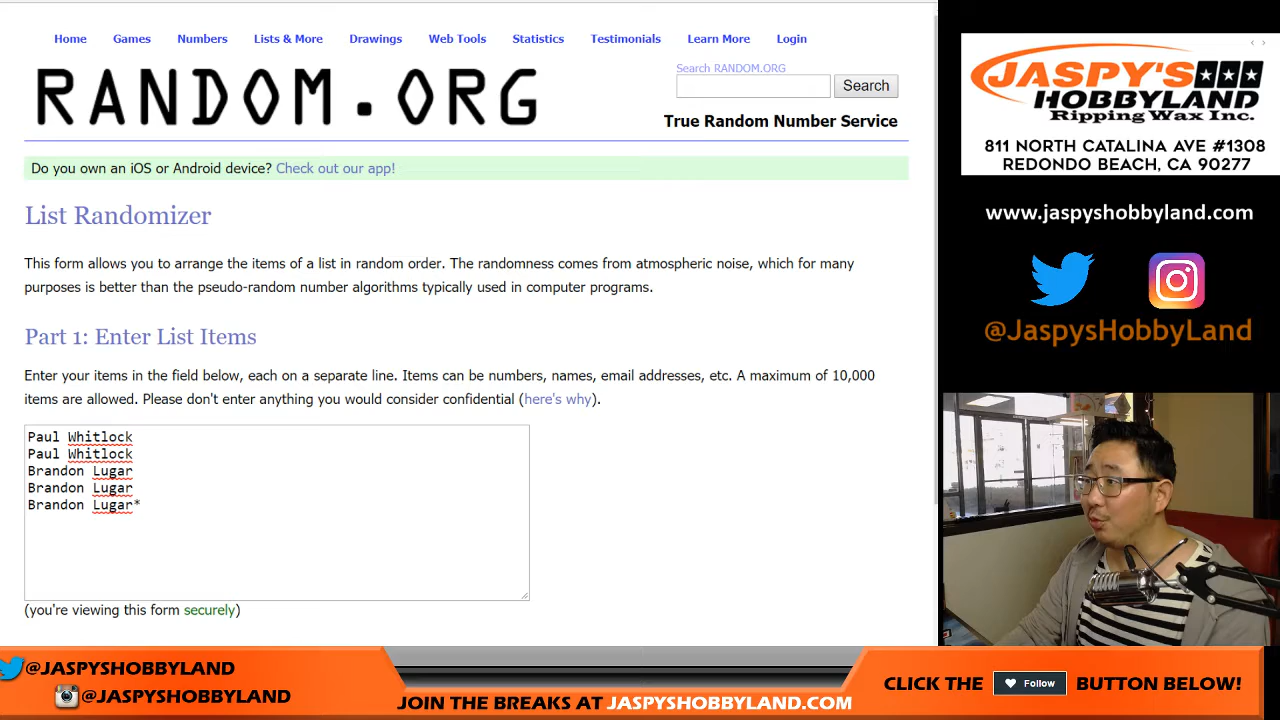 Home Games Numbers Lists & More Drawings Web Tools Statistics Testimonials Learn More Login
RANDOM.ORG
Search RANDOM.ORG
Search
True Random Number Service
Do you own an iOS or Android device? Check out our app!
List Randomizer
This form allows you to arrange the items of a list in random order. The randomness comes from atmospheric noise, which for many
purposes is better than the pseudo-random number algorithms typically used in computer programs.
Part 1: Enter List Items
Enter your items in the field below, each on a separate line. Items can be numbers, names, email addresses, etc. A maximum of 10,000
items are allowed. Please don't enter anything you would consider confidential (here's why).
Paul Whitlock
Paul Whitlock
Brandon Lugar
Brandon Lugar
Brandon Lugar*
(you're viewing this form securely)
JASPY'S
HOBBYLAND
Ripping Wax Inc.
811 NORTH CATALINA AVE #1308
REDONDO BEACH, CA 90277
www.jaspyshobbyland.com
@JaspysHobbyLand
@JASPYSHOBBYLAND
@JASPYSHOBBYLAND
JOIN THE BREAKS AT JASPYSHOBBYLAND.COM
CLICK THE Follow BUTTON BELOW!